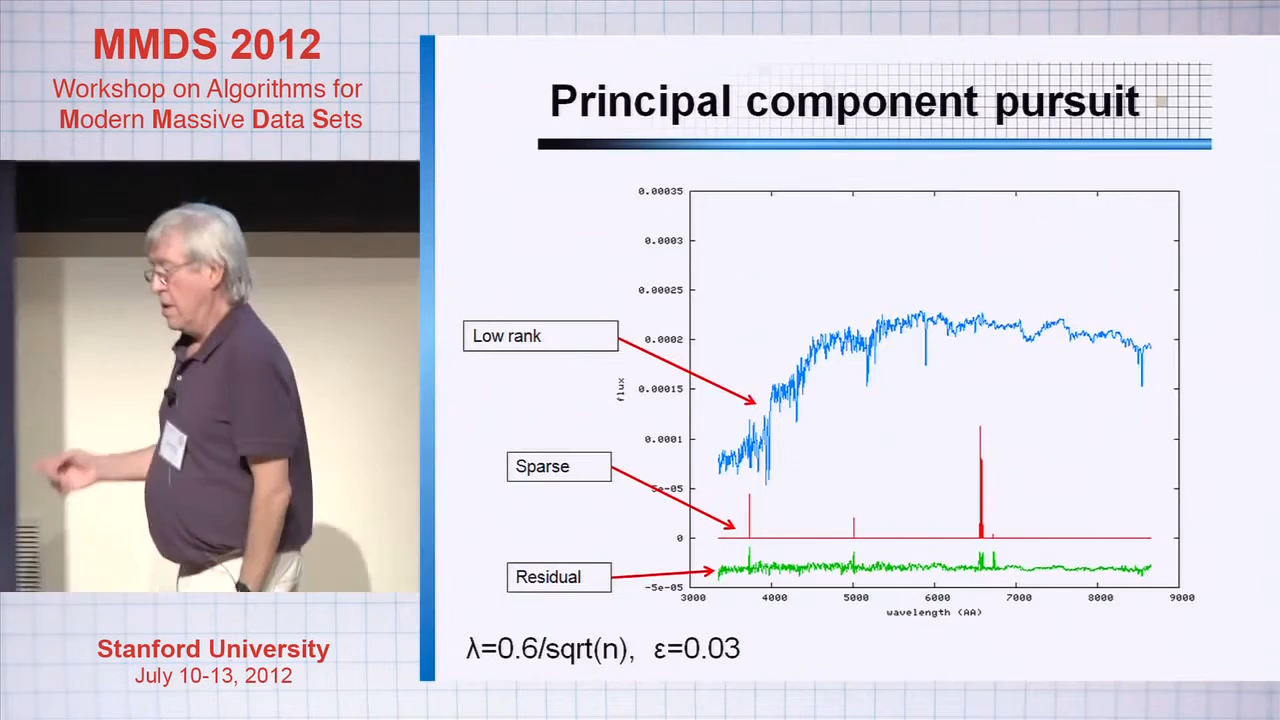 MMDS 2012
Workshop on Algorithms for
Modern Massive Data Sets
Stanford University
July 10-13, 2012
Principal component pursuit
0.00035
0.0003
0.00025
0.0002
0.00015
0.0001
5e-05
0
-5e-05
flux
Low rank
Sparse
Residual
3000 4000 5000 6000 7000 8000 9000
wavelength (AA)
λ=0.6/sqrt(n), ε=0.03